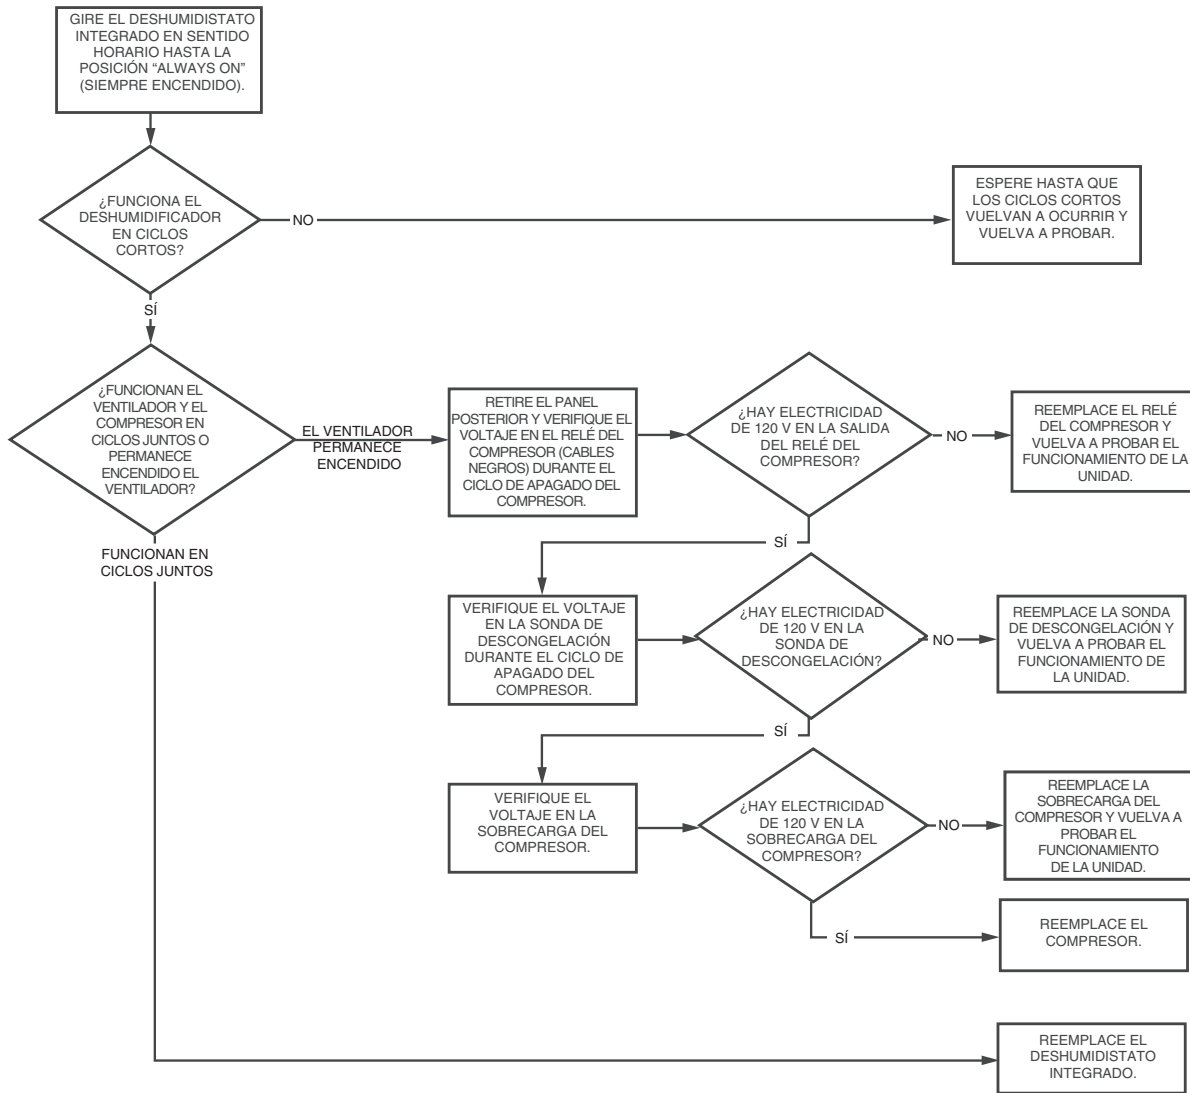 GIRE EL DESHUMIDISTATO
INTEGRADO EN SENTIDO
HORARIO HASTA LA
POSICIÓN “ALWAYS ON”
(SIEMPRE ENCENDIDO).
¿FUNCIONA EL
DESHUMIDIFICADOR
EN CICLOS
CORTOS?
NO
ESPERE HASTA QUE
LOS CICLOS CORTOS
VUELVAN A OCURRIR Y
VUELVA A PROBAR.
SÍ
¿FUNCIONAN EL
VENTILADOR Y EL
COMPRESOR EN
CICLOS JUNTOS O
PERMANECE
ENCENDIDO EL
VENTILADOR?
EL VENTILADOR
PERMANECE
ENCENDIDO
RETIRE EL PANEL
POSTERIOR Y VERIFIQUE EL
VOLTAJE EN EL RELÉ DEL
COMPRESOR (CABLES
NEGROS) DURANTE EL
CICLO DE APAGADO DEL
COMPRESOR.
¿HAY ELECTRICIDAD
DE 120 V EN LA SALIDA
DEL RELÉ DEL
COMPRESOR?
NO
REEMPLACE EL RELÉ
DEL COMPRESOR Y
VUELVA A PROBAR EL
FUNCIONAMIENTO DE LA
UNIDAD.
SÍ
FUNCIONAN EN
CICLOS JUNTOS
VERIFIQUE EL VOLTAJE
EN LA SONDA DE
DESCONGELACIÓN
DURANTE EL CICLO DE
APAGADO DEL
COMPRESOR.
¿HAY ELECTRICIDAD
DE 120 V EN LA
SONDA DE
DESCONGELACIÓN?
NO
REEMPLACE LA SONDA
DE DESCONGELACIÓN Y
VUELVA A PROBAR EL
FUNCIONAMIENTO DE
LA UNIDAD.
SÍ
VERIFIQUE EL
VOLTAJE EN LA
SOBRECARGA DEL
COMPRESOR.
¿HAY ELECTRICIDAD
DE 120 V EN LA
SOBRECARGA DEL
COMPRESOR?
NO
REEMPLACE LA
SOBRECARGA DEL
COMPRESOR Y VUELVA A
PROBAR EL
FUNCIONAMIENTO
DE LA UNIDAD.
SÍ
REEMPLACE EL
COMPRESOR.
REEMPLACE EL
DESHUMIDISTATO
INTEGRADO.